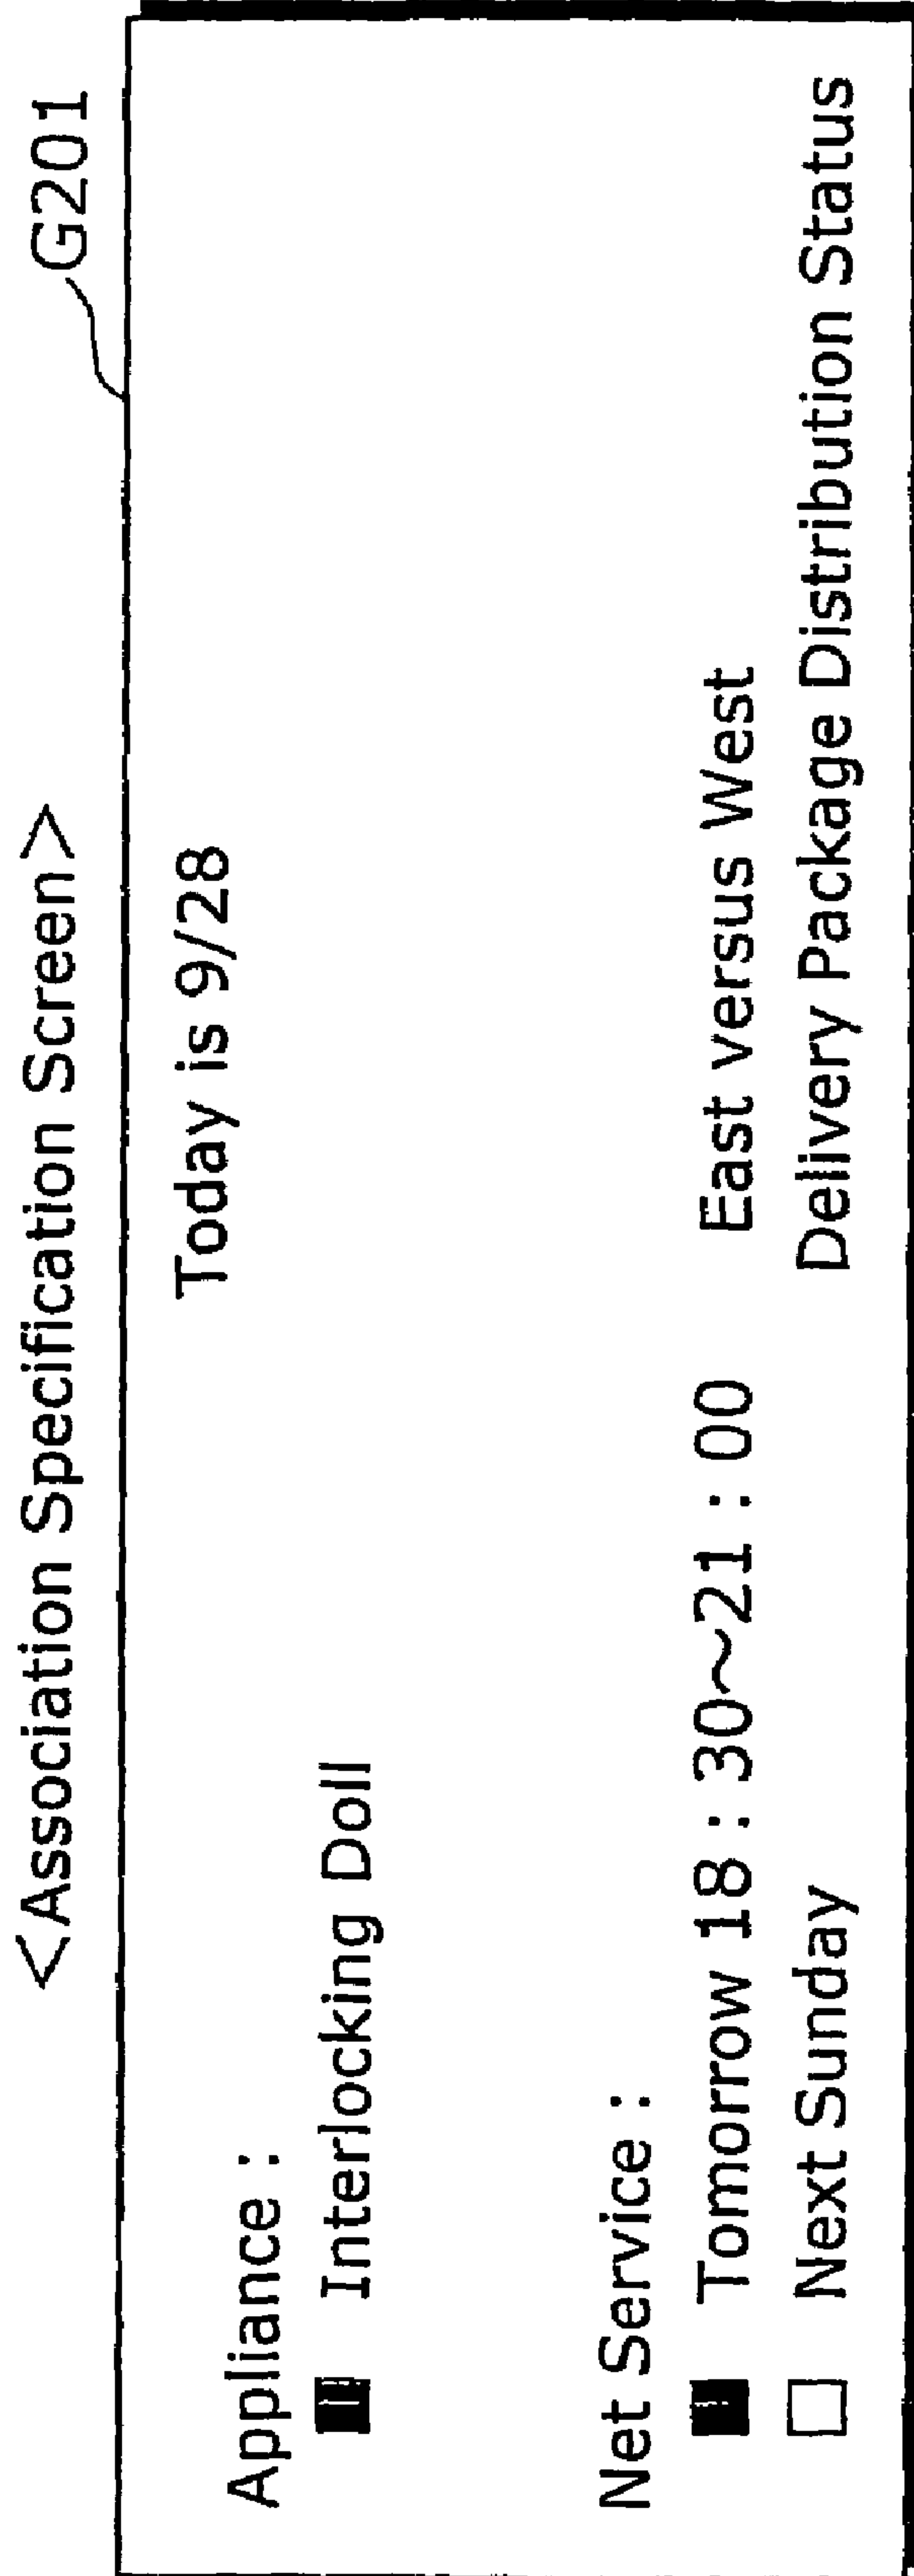 <Association Specification Screen>
G201
Today is 9/28
Appliance :
■ Interlocking Doll
Net Service :
■ Tomorrow 18 : 30~21 : 00 East versus West
□ Next Sunday Delivery Package Distribution Status